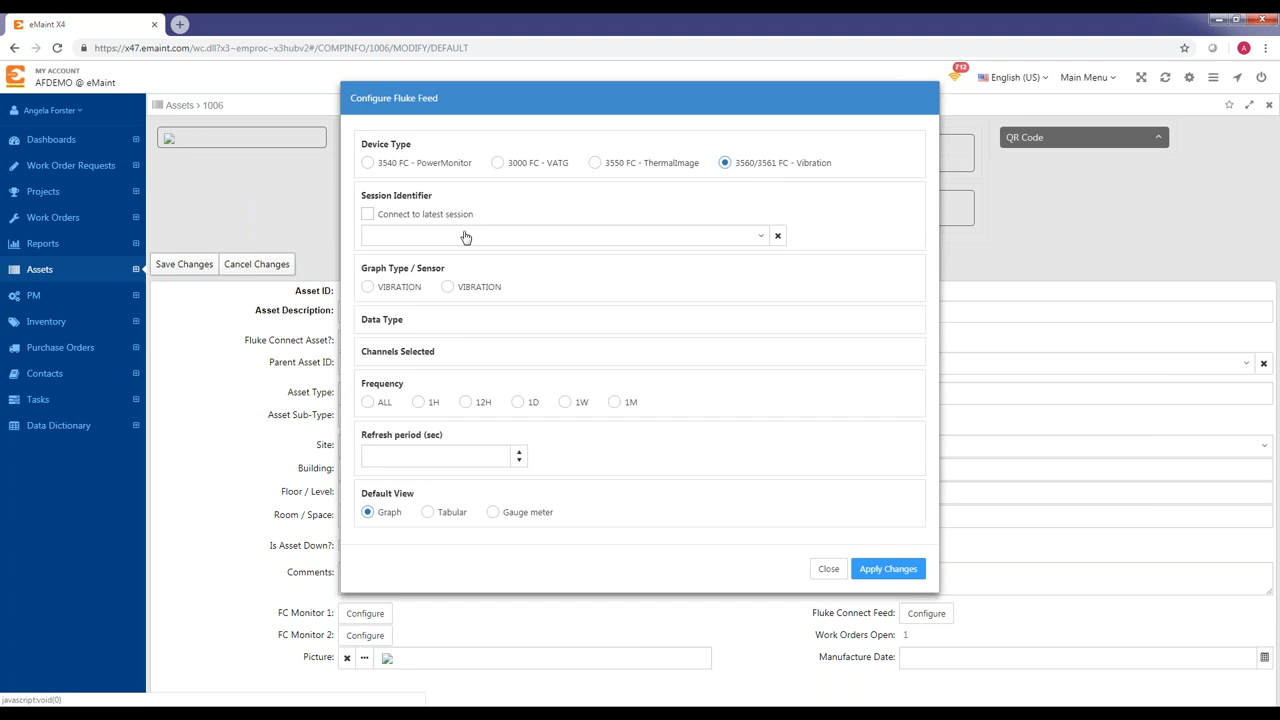 eMaint X4
https://x47.emaint.com/wc.dll?x3~emproc~x3hubv2#/COMPINFO/1006/MODIFY/DEFAULT
A
MY ACCOUNT
AFDEMO @ eMaint
712
English (US)
Main Menu
Angela Forster
Assets > 1006
Dashboards
Work Order Requests
Projects
Work Orders
Reports
Assets
PM
Inventory
Purchase Orders
Contacts
Tasks
Data Dictionary
QR Code
Save Changes
Cancel Changes
Asset ID:
Asset Description:
Fluke Connect Asset?:
Parent Asset ID:
Asset Type:
Asset Sub-Type:
Site:
Building:
Floor / Level:
Room / Space:
Is Asset Down?:
Comments:
Configure Fluke Feed
Device Type
3540 FC - PowerMonitor 3000 FC - VATG 3550 FC - ThermalImage 3560/3561 FC - Vibration
Session Identifier
Connect to latest session
Graph Type / Sensor
VIBRATION VIBRATION
Data Type
Channels Selected
Frequency
ALL 1H 12H 1D 1W 1M
Refresh period (sec)
Default View
Graph Tabular Gauge meter
Close Apply Changes
FC Monitor 1: Configure
FC Monitor 2: Configure
Picture:
Fluke Connect Feed: Configure
Work Orders Open: 1
Manufacture Date:
javascript:void(0)